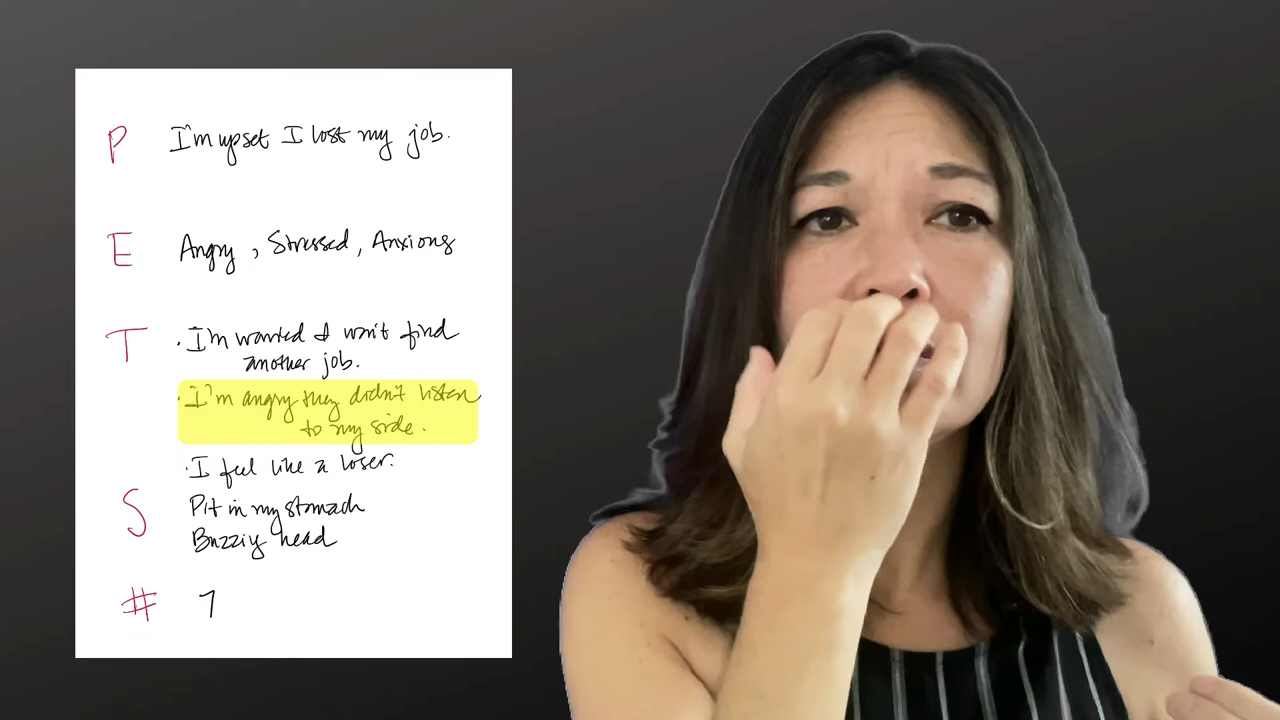 P I'm upset I lost my job.
E Angry, Stressed, Anxious
T · I'm worried I won't find
another job.
· I'm angry they didn't listen
to my side.
· I feel like a loser.
S Pit in my stomach
Buzziy head
# 7